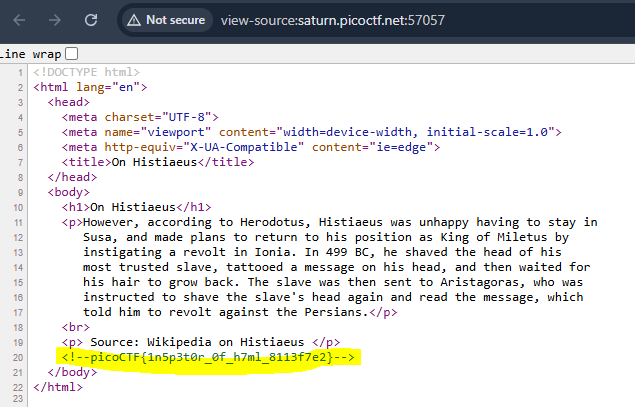 Not secure view-source:saturn.picoctf.net:57057
Line wrap
1 <!DOCTYPE html>
2 <html lang="en">
3 <head>
4 <meta charset="UTF-8">
5 <meta name="viewport" content="width=device-width, initial-scale=1.0">
6 <meta http-equiv="X-UA-Compatible" content="ie=edge">
7 <title>On Histiaeus</title>
8 </head>
9 <body>
10 <h1>On Histiaeus</h1>
11 <p>However, according to Herodotus, Histiaeus was unhappy having to stay in
12 Susa, and made plans to return to his position as King of Miletus by
13 instigating a revolt in Ionia. In 499 BC, he shaved the head of his
14 most trusted slave, tattooed a message on his head, and then waited for
15 his hair to grow back. The slave was then sent to Aristagoras, who was
16 instructed to shave the slave's head again and read the message, which
17 told him to revolt against the Persians.</p>
18 <br>
19 <p> Source: Wikipedia on Histiaeus </p>
20 <!--picoCTF{1n5p3t0r_0f_h7ml_8113f7e2}-->
21 </body>
22 </html>
23